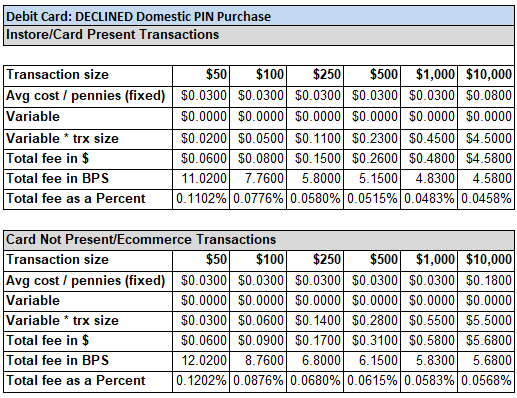 Debit Card: DECLINED Domestic PIN Purchase
Instore/Card Present Transactions
Transaction size $50 $100 $250 $500 $1,000 $10,000
Avg cost / pennies (fixed) $0.0300 $0.0300 $0.0300 $0.0300 $0.0300 $0.0800
Variable $0.0000 $0.0000 $0.0000 $0.0000 $0.0000 $0.0000
Variable * trx size $0.0200 $0.0500 $0.1100 $0.2300 $0.4500 $4.5000
Total fee in $ $0.0600 $0.0800 $0.1500 $0.2600 $0.4800 $4.5800
Total fee in BPS 11.0200 7.7600 5.8000 5.1500 4.8300 4.5800
Total fee as a Percent 0.1102% 0.0776% 0.0580% 0.0515% 0.0483% 0.0458%
Card Not Present/Ecommerce Transactions
Transaction size $50 $100 $250 $500 $1,000 $10,000
Avg cost / pennies (fixed) $0.0300 $0.0300 $0.0300 $0.0300 $0.0300 $0.1800
Variable $0.0000 $0.0000 $0.0000 $0.0000 $0.0000 $0.0000
Variable * trx size $0.0300 $0.0600 $0.1400 $0.2800 $0.5500 $5.5000
Total fee in $ $0.0600 $0.0900 $0.1700 $0.3100 $0.5800 $5.6800
Total fee in BPS 12.0200 8.7600 6.8000 6.1500 5.8300 5.6800
Total fee as a Percent 0.1202% 0.0876% 0.0680% 0.0615% 0.0583% 0.0568%